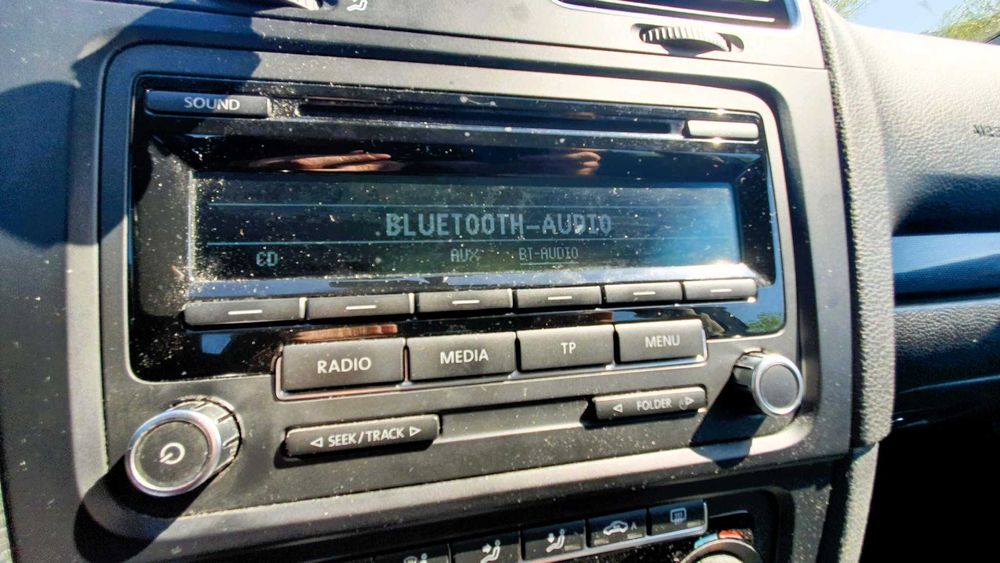 SOUND
BLUETOOTH-AUDIO
CD AUX BT-AUDIO
RADIO MEDIA TP MENU
SEEK/TRACK FOLDER
A